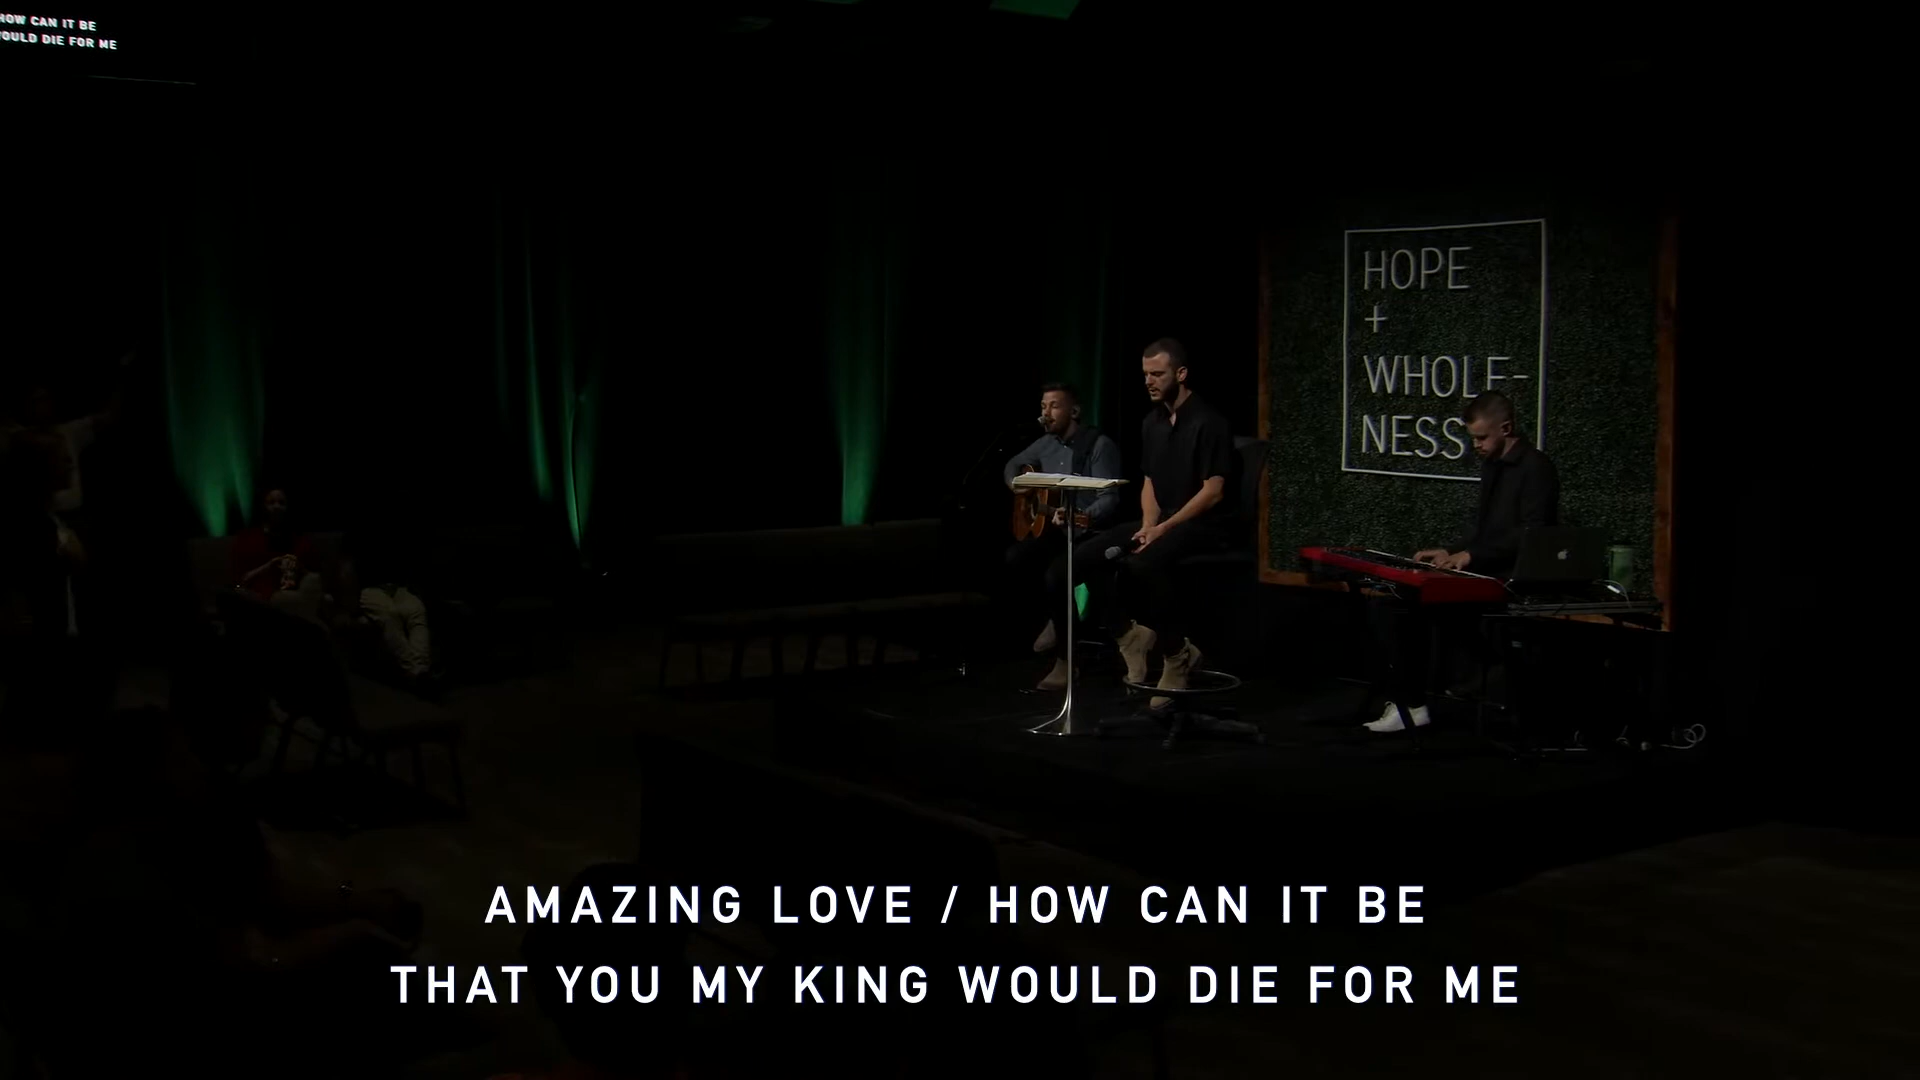 HOW CAN IT BE
WOULD DIE FOR ME
HOPE
+
WHOLE-
NESS
AMAZING LOVE / HOW CAN IT BE
THAT YOU MY KING WOULD DIE FOR ME